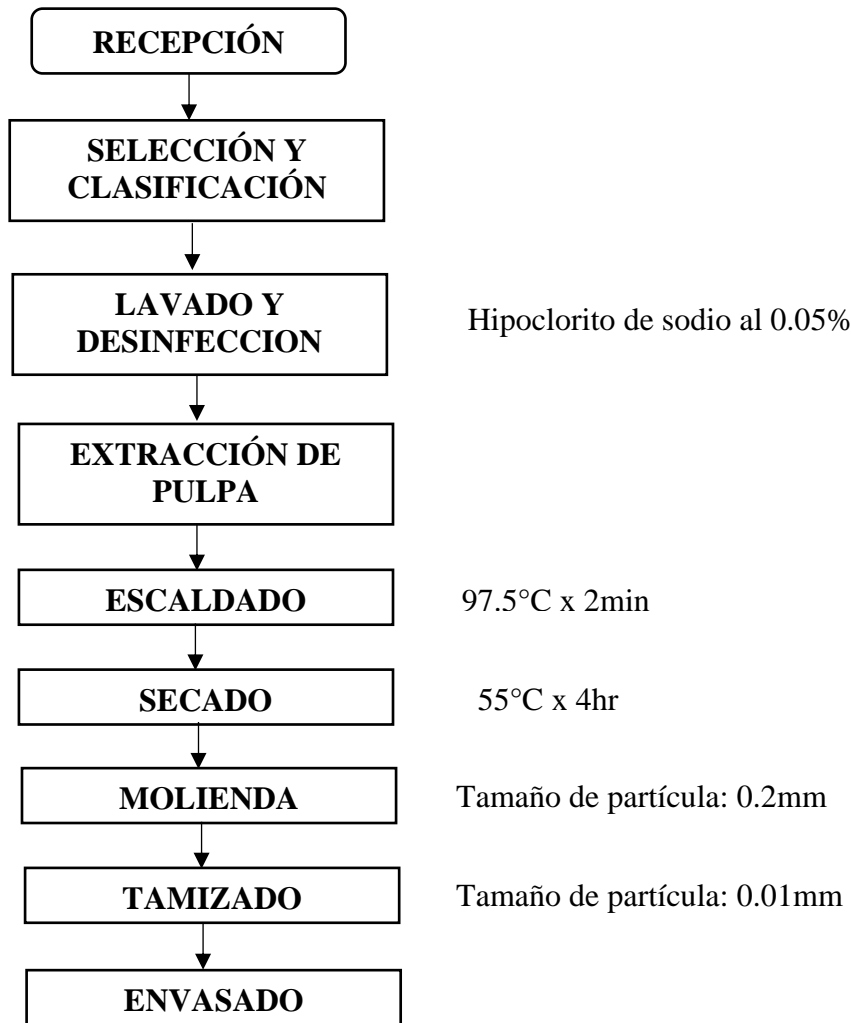 RECEPCIÓN
SELECCIÓN Y
CLASIFICACIÓN
LAVADO Y
DESINFECCION
Hipoclorito de sodio al 0.05%
EXTRACCIÓN DE
PULPA
ESCALDADO
97.5°C x 2min
SECADO
55°C x 4hr
MOLIENDA
Tamaño de partícula: 0.2mm
TAMIZADO
Tamaño de partícula: 0.01mm
ENVASADO